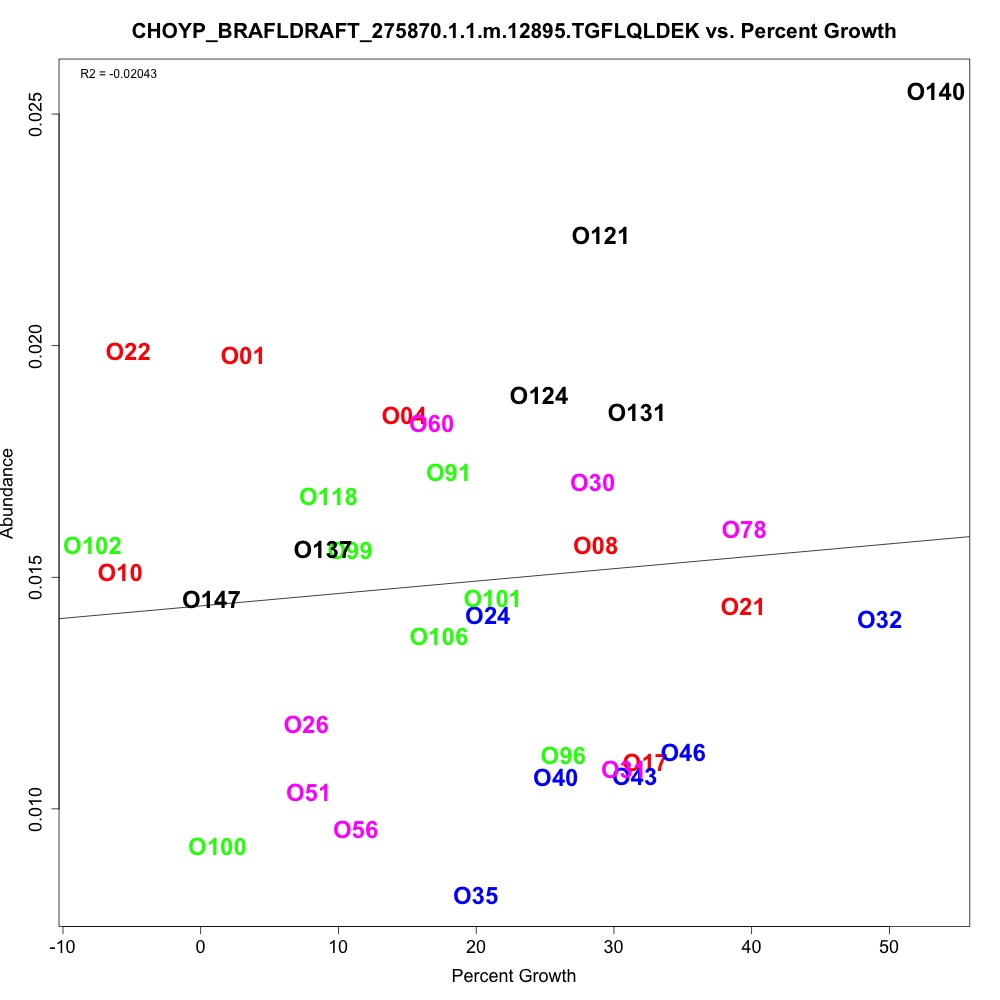 CHOYP_BRAFLDRAFT_275870.1.1.m.12895.TGFLQLDEK vs. Percent Growth
R2 = -0.02043
O140
O121
O22
O01
O124
O131
O04
O60
O91
O30
O118
O78
O102
O137
O99
O08
O10
O147
O101
O21
O24
O32
O106
O26
O96
O46
O17
O31
O43
O40
O51
O56
O100
O35
0.025
0.020
0.015
0.010
Abundance
-10 0 10 20 30 40 50
Percent Growth